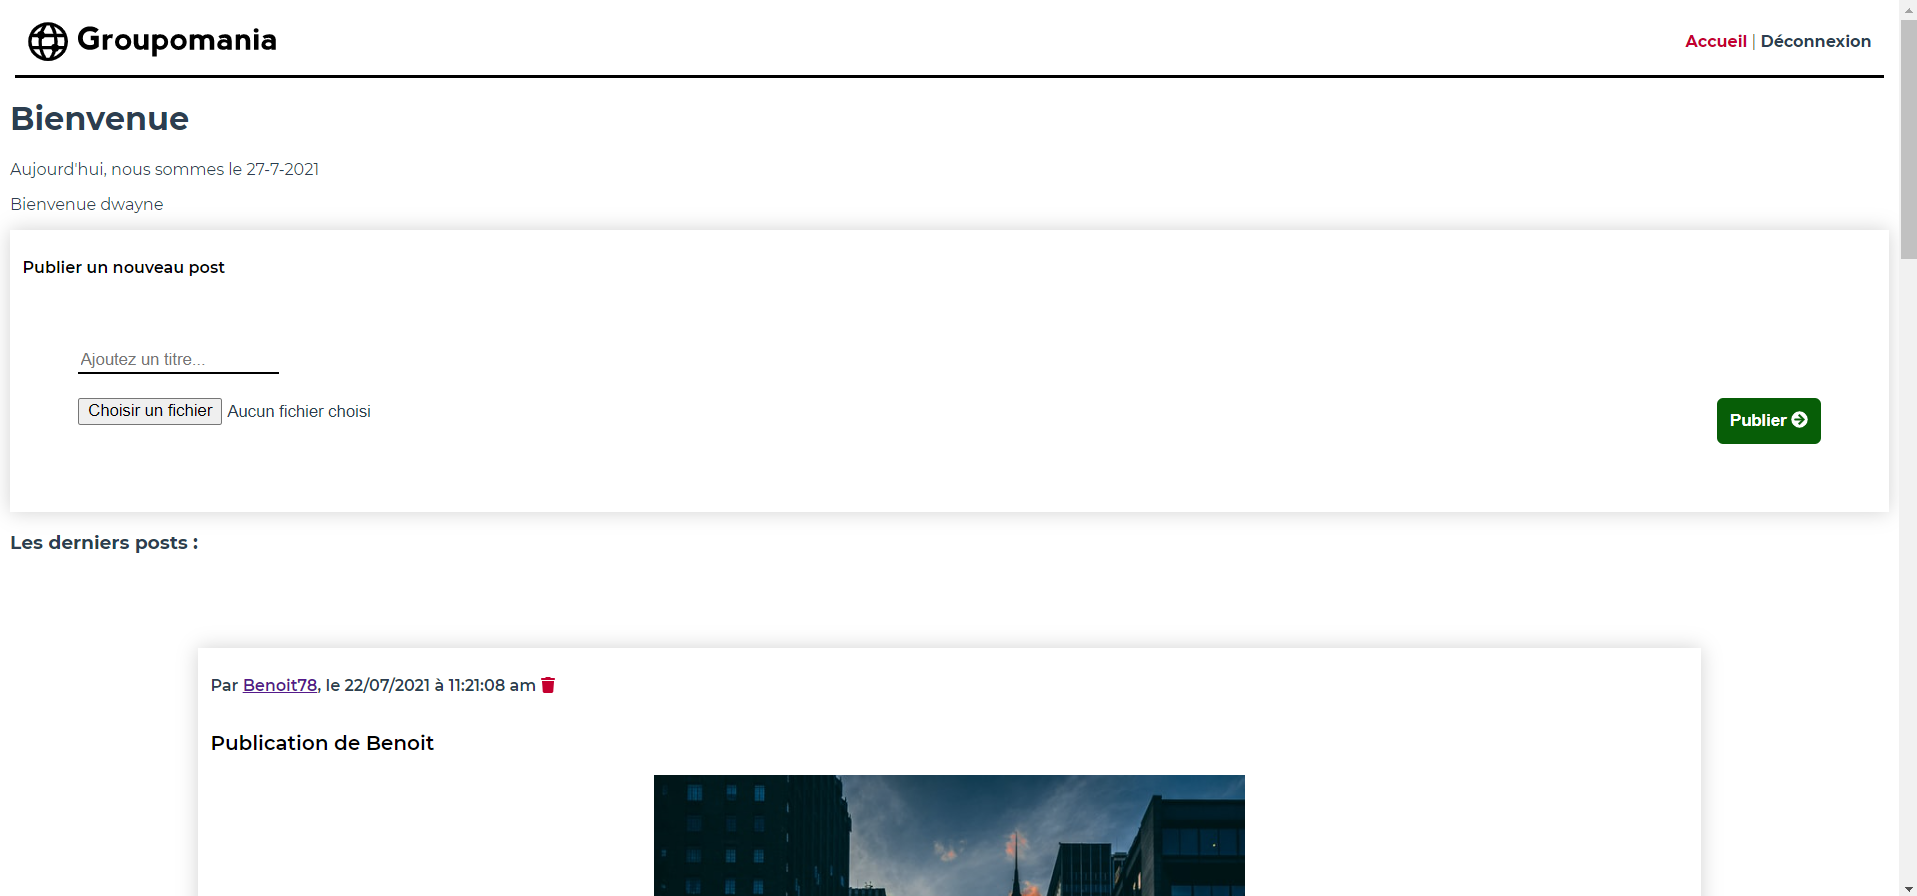 Groupomania
Accueil | Déconnexion
Bienvenue
Aujourd'hui, nous sommes le 27-7-2021
Bienvenue dwayne
Publier un nouveau post
Ajoutez un titre...
Choisir un fichier Aucun fichier choisi
Publier
Les derniers posts :
Par Benoit78, le 22/07/2021 à 11:21:08 am
Publication de Benoit